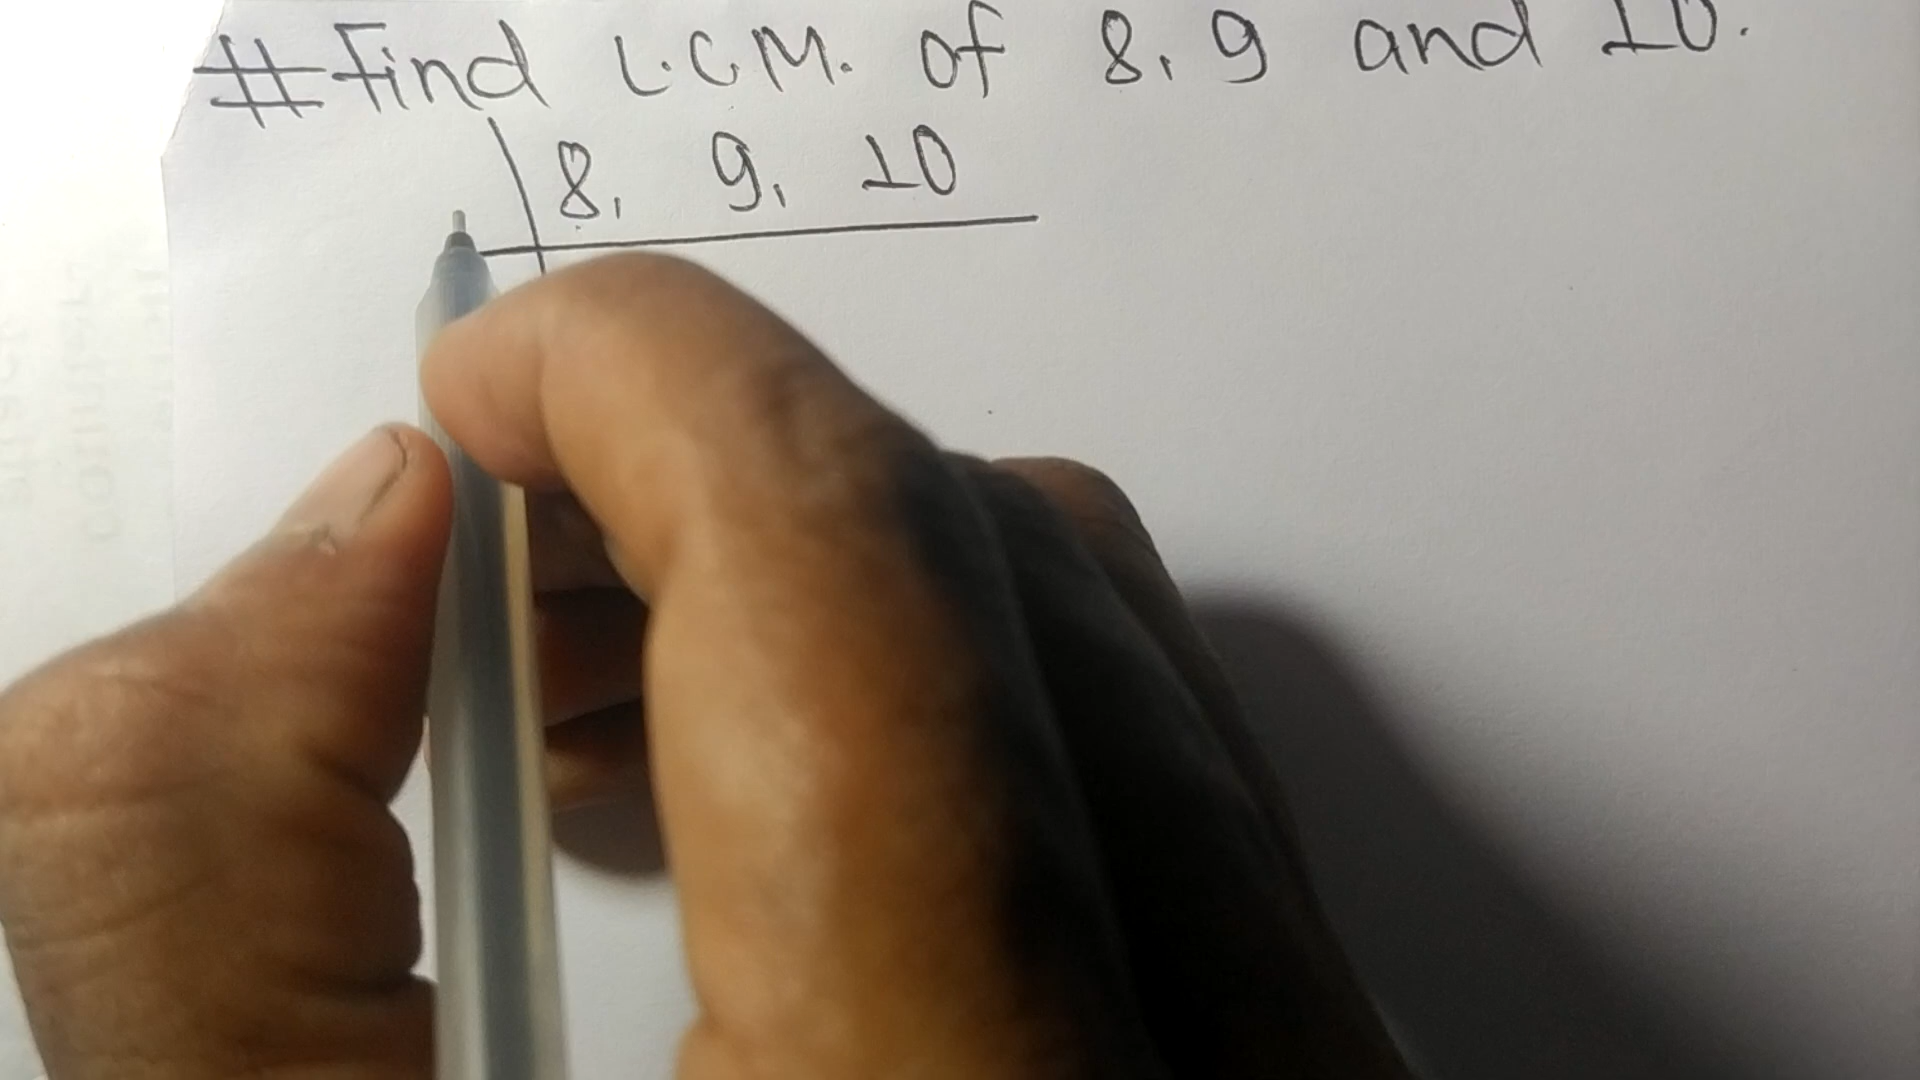 #Find L.C.M. of 8, 9 and 10.
8, 9, 10